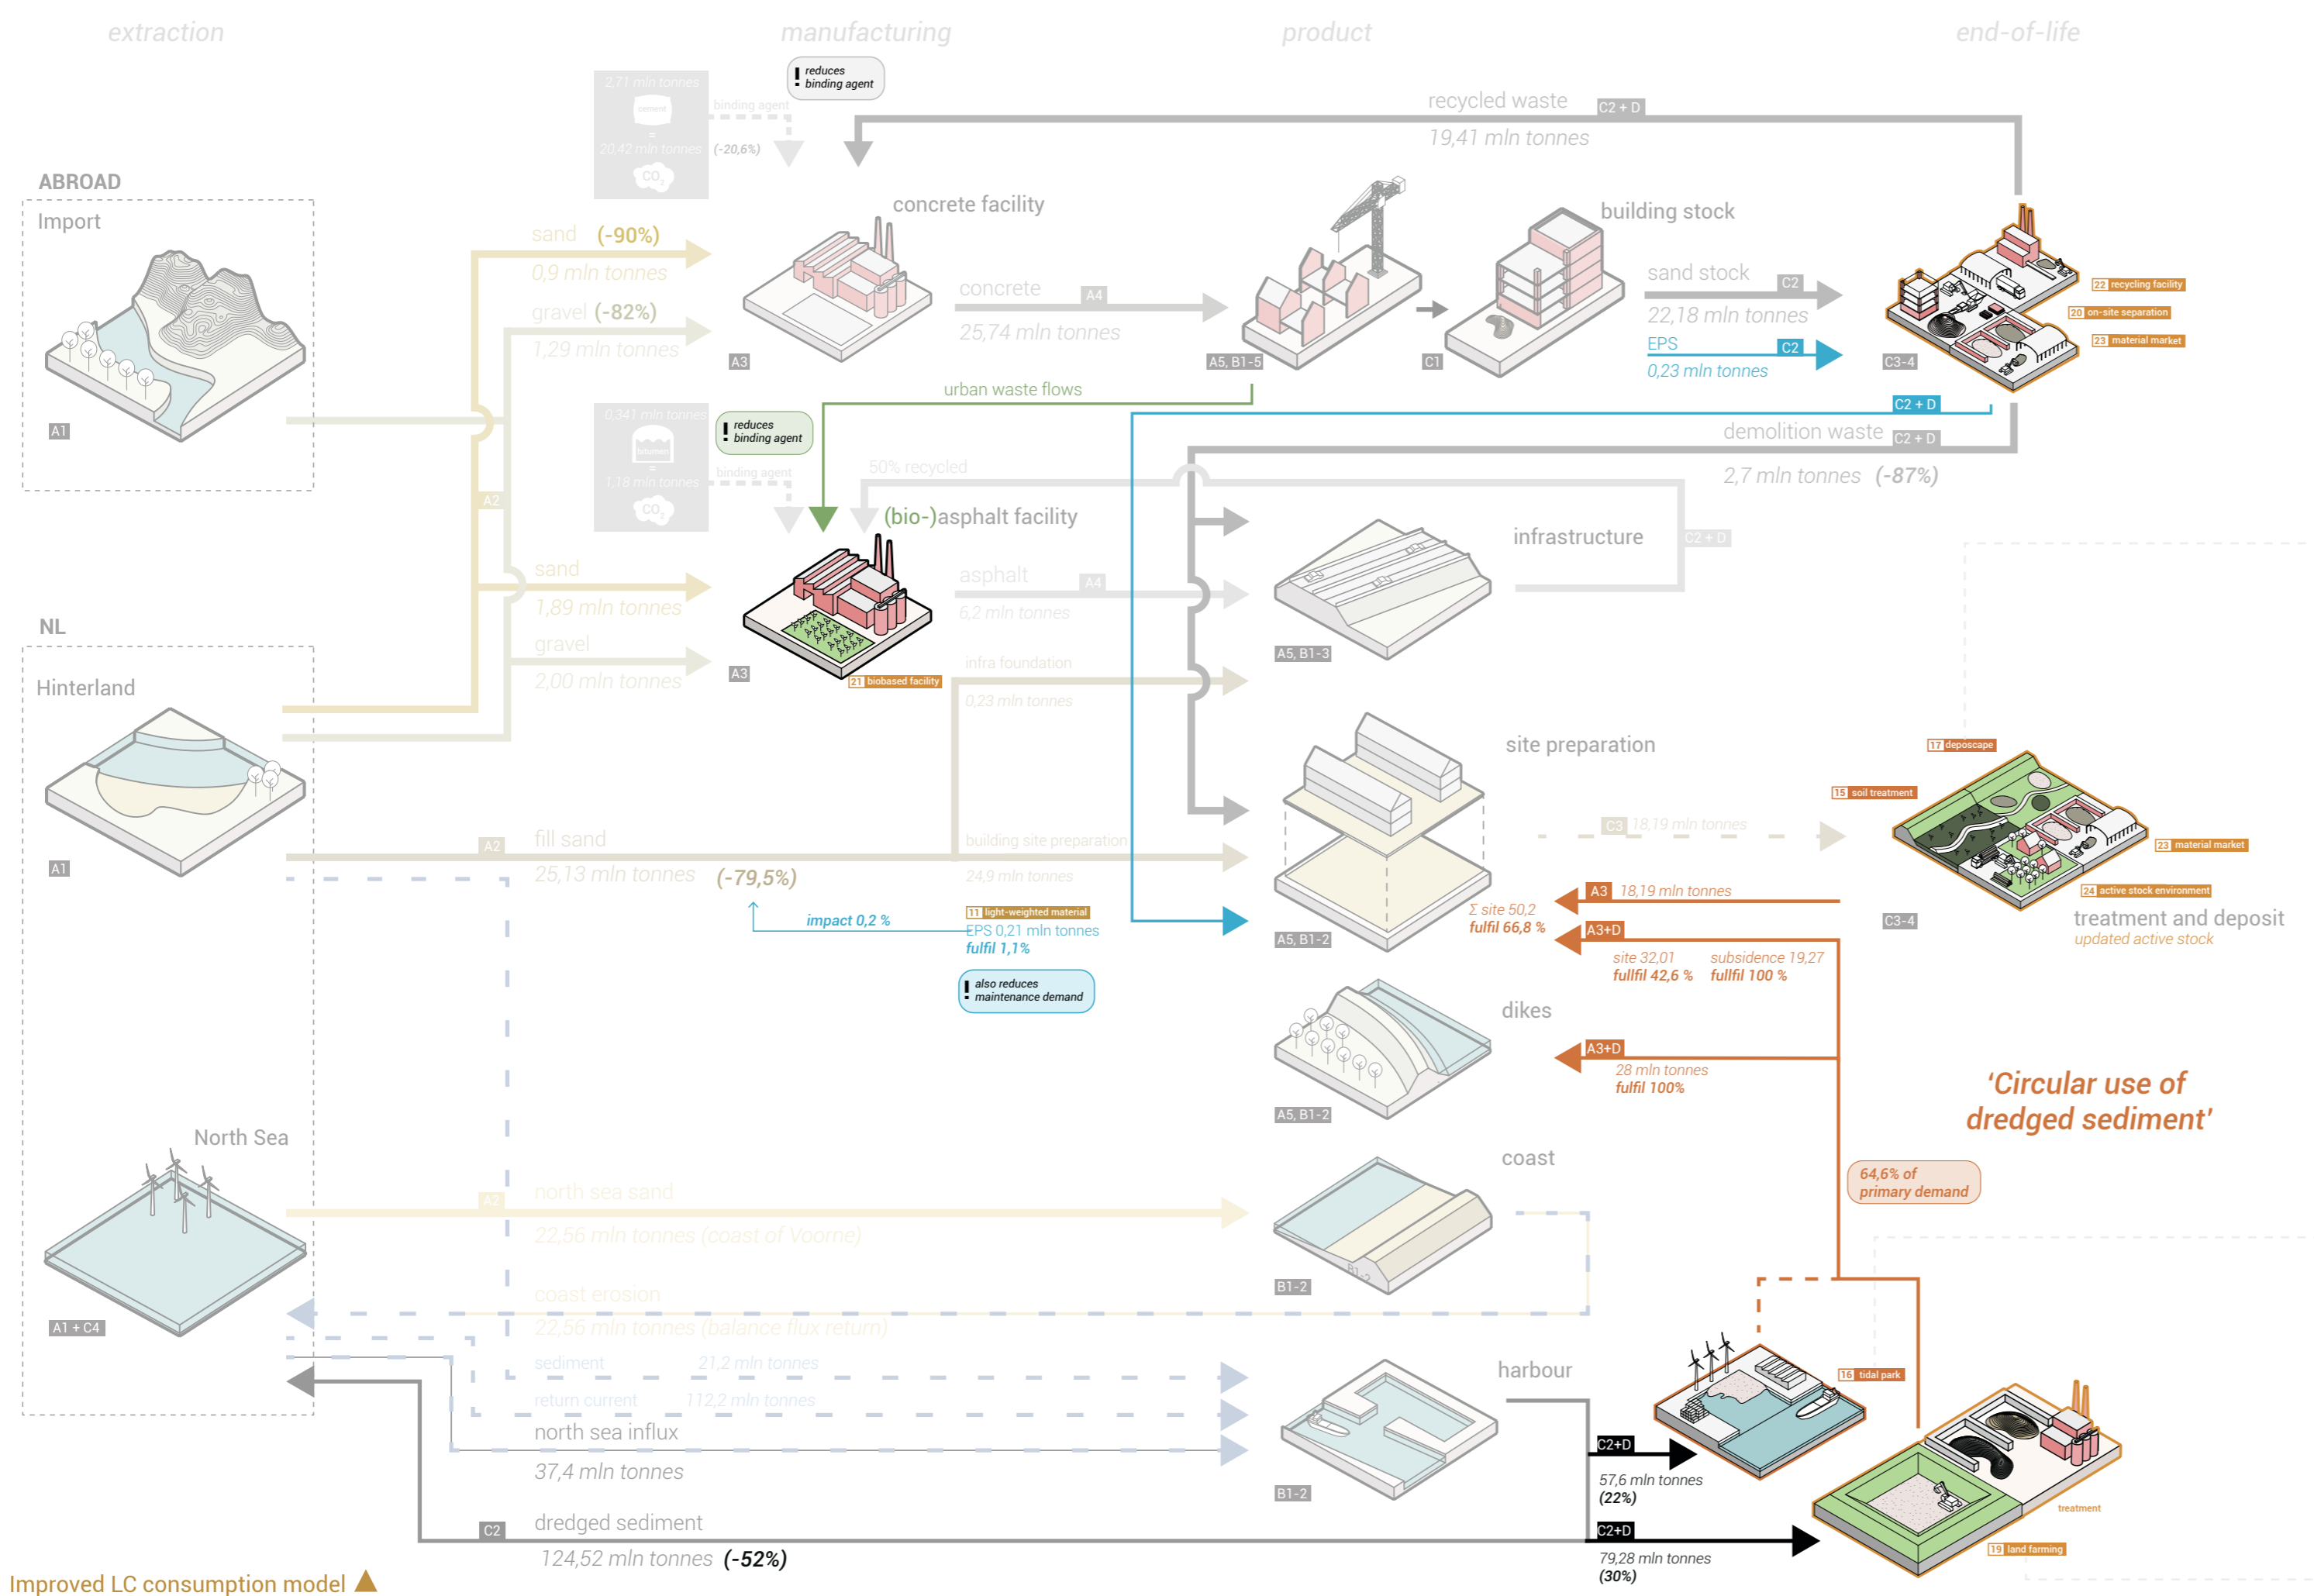 extraction
manufacturing
product
end-of-life
2,71 mln tonnes
cement
=
20,42 mln tonnes
(-20,6%)
CO2
binding agent
! reduces
binding agent
recycled waste
C2 + D
19,41 mln tonnes
ABROAD
Import
A1
sand (-90%)
0,9 mln tonnes
gravel (-82%)
1,29 mln tonnes
concrete facility
A3
concrete
A4
25,74 mln tonnes
A5, B1-5
building stock
C1
sand stock
C2
22,18 mln tonnes
EPS
C2
0,23 mln tonnes
22 recycling facility
20 on-site separation
23 material market
C3-4
urban waste flows
C2 + D
demolition waste
C2 + D
2,7 mln tonnes (-87%)
0,341 mln tonnes
bitumen
=
1,18 mln tonnes
CO2
binding agent
! reduces
binding agent
50% recycled
A2
(bio-)asphalt facility
sand
1,89 mln tonnes
gravel
2,00 mln tonnes
A3
21 biobased facility
asphalt
A4
6,2 mln tonnes
infrastructure
C2 + D
A5, B1-3
infra foundation
0,23 mln tonnes
NL
Hinterland
A1
A2
fill sand
25,13 mln tonnes (-79,5%)
building site preparation
24,9 mln tonnes
impact 0,2 %
11 light-weighted material
EPS 0,21 mln tonnes
fulfil 1,1%
! also reduces
maintenance demand
site preparation
A5, B1-2
C3
18,19 mln tonnes
17 deposcape
15 soil treatment
23 material market
24 active stock environment
C3-4
treatment and deposit
updated active stock
A3
18,19 mln tonnes
Σ site 50,2
fulfil 66,8 %
A3+D
site 32,01
fullfil 42,6 %
subsidence 19,27
fullfil 100 %
dikes
A5, B1-2
A3+D
28 mln tonnes
fulfil 100%
'Circular use of
dredged sediment'
64,6% of
primary demand
North Sea
A1 + C4
A2
north sea sand
22,56 mln tonnes (coast of Voorne)
coast
B1-2
B1-2
coast erosion
22,56 mln tonnes (balance flux return)
sediment
21,2 mln tonnes
return current
112,2 mln tonnes
north sea influx
37,4 mln tonnes
harbour
B1-2
16 tidal park
C2+D
57,6 mln tonnes
(22%)
C2
dredged sediment
124,52 mln tonnes (-52%)
C2+D
79,28 mln tonnes
(30%)
treatment
19 land farming
Improved LC consumption model